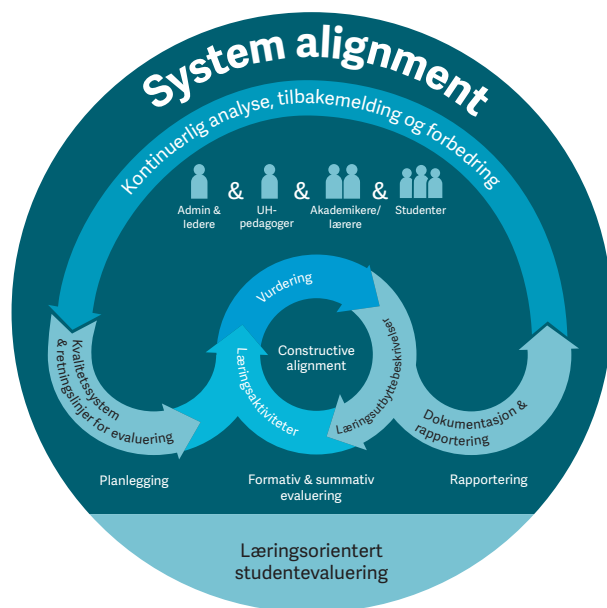 System alignment
Kontinuerlig analyse, tilbakemelding og forbedring
& & &
Admin &
ledere
UH-
pedagoger
Akademikere/
lærere
Studenter
Vurdering
Constructive
alignment
Læringsaktiviteter
Læringsutbyttebeskrivelser
Kvalitetssystem
& retningslinjer for evaluering
Dokumentasjon &
rapportering
Planlegging
Formativ & summativ
evaluering
Rapportering
Læringsorientert
studentevaluering